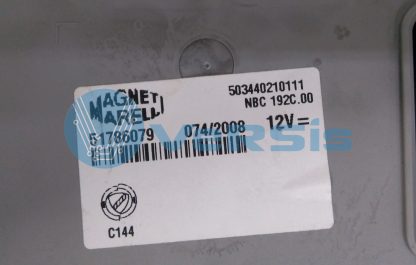 MAGNETI
MARELLI
503440210111
NBC 192C.00
51786079
074/2008
12V=
VERSIS
C144